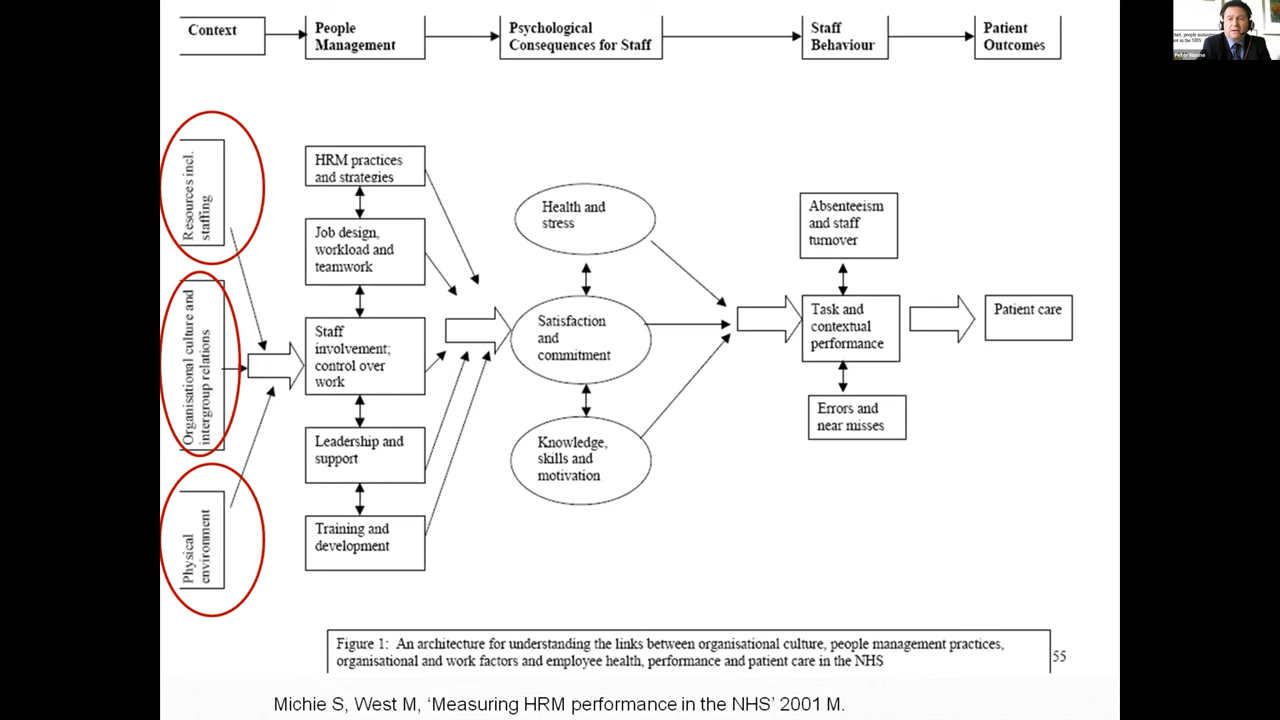 Context
People
Management
Psychological
Consequences for Staff
Staff
Behaviour
Patient
Outcomes
Resources incl.
staffing
Organisational culture and
intergroup relations
Physical
environment
HRM practices
and strategies
Job design,
workload and
teamwork
Staff
involvement;
control over
work
Leadership and
support
Training and
development
Health and
stress
Satisfaction
and
commitment
Knowledge,
skills and
motivation
Absenteeism
and staff
turnover
Task and
contextual
performance
Errors and
near misses
Patient care
Figure 1: An architecture for understanding the links between organisational culture, people management practices,
organisational and work factors and employee health, performance and patient care in the NHS
55
Michie S, West M, ‘Measuring HRM performance in the NHS’ 2001 M.
Peter Noone